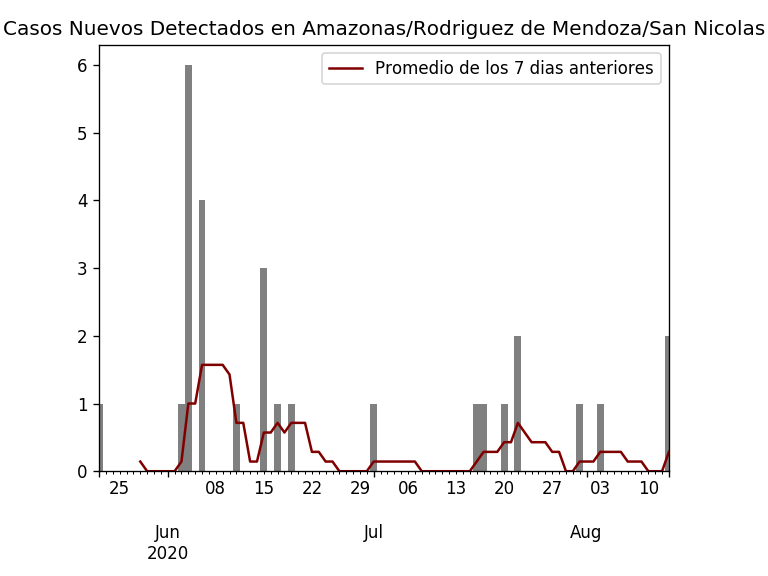 Casos Nuevos Detectados en Amazonas/Rodriguez de Mendoza/San Nicolas
Promedio de los 7 dias anteriores
6
5
4
3
2
1
0
25 08 15 22 29 06 13 20 27 03 10
Jun Jul Aug
2020